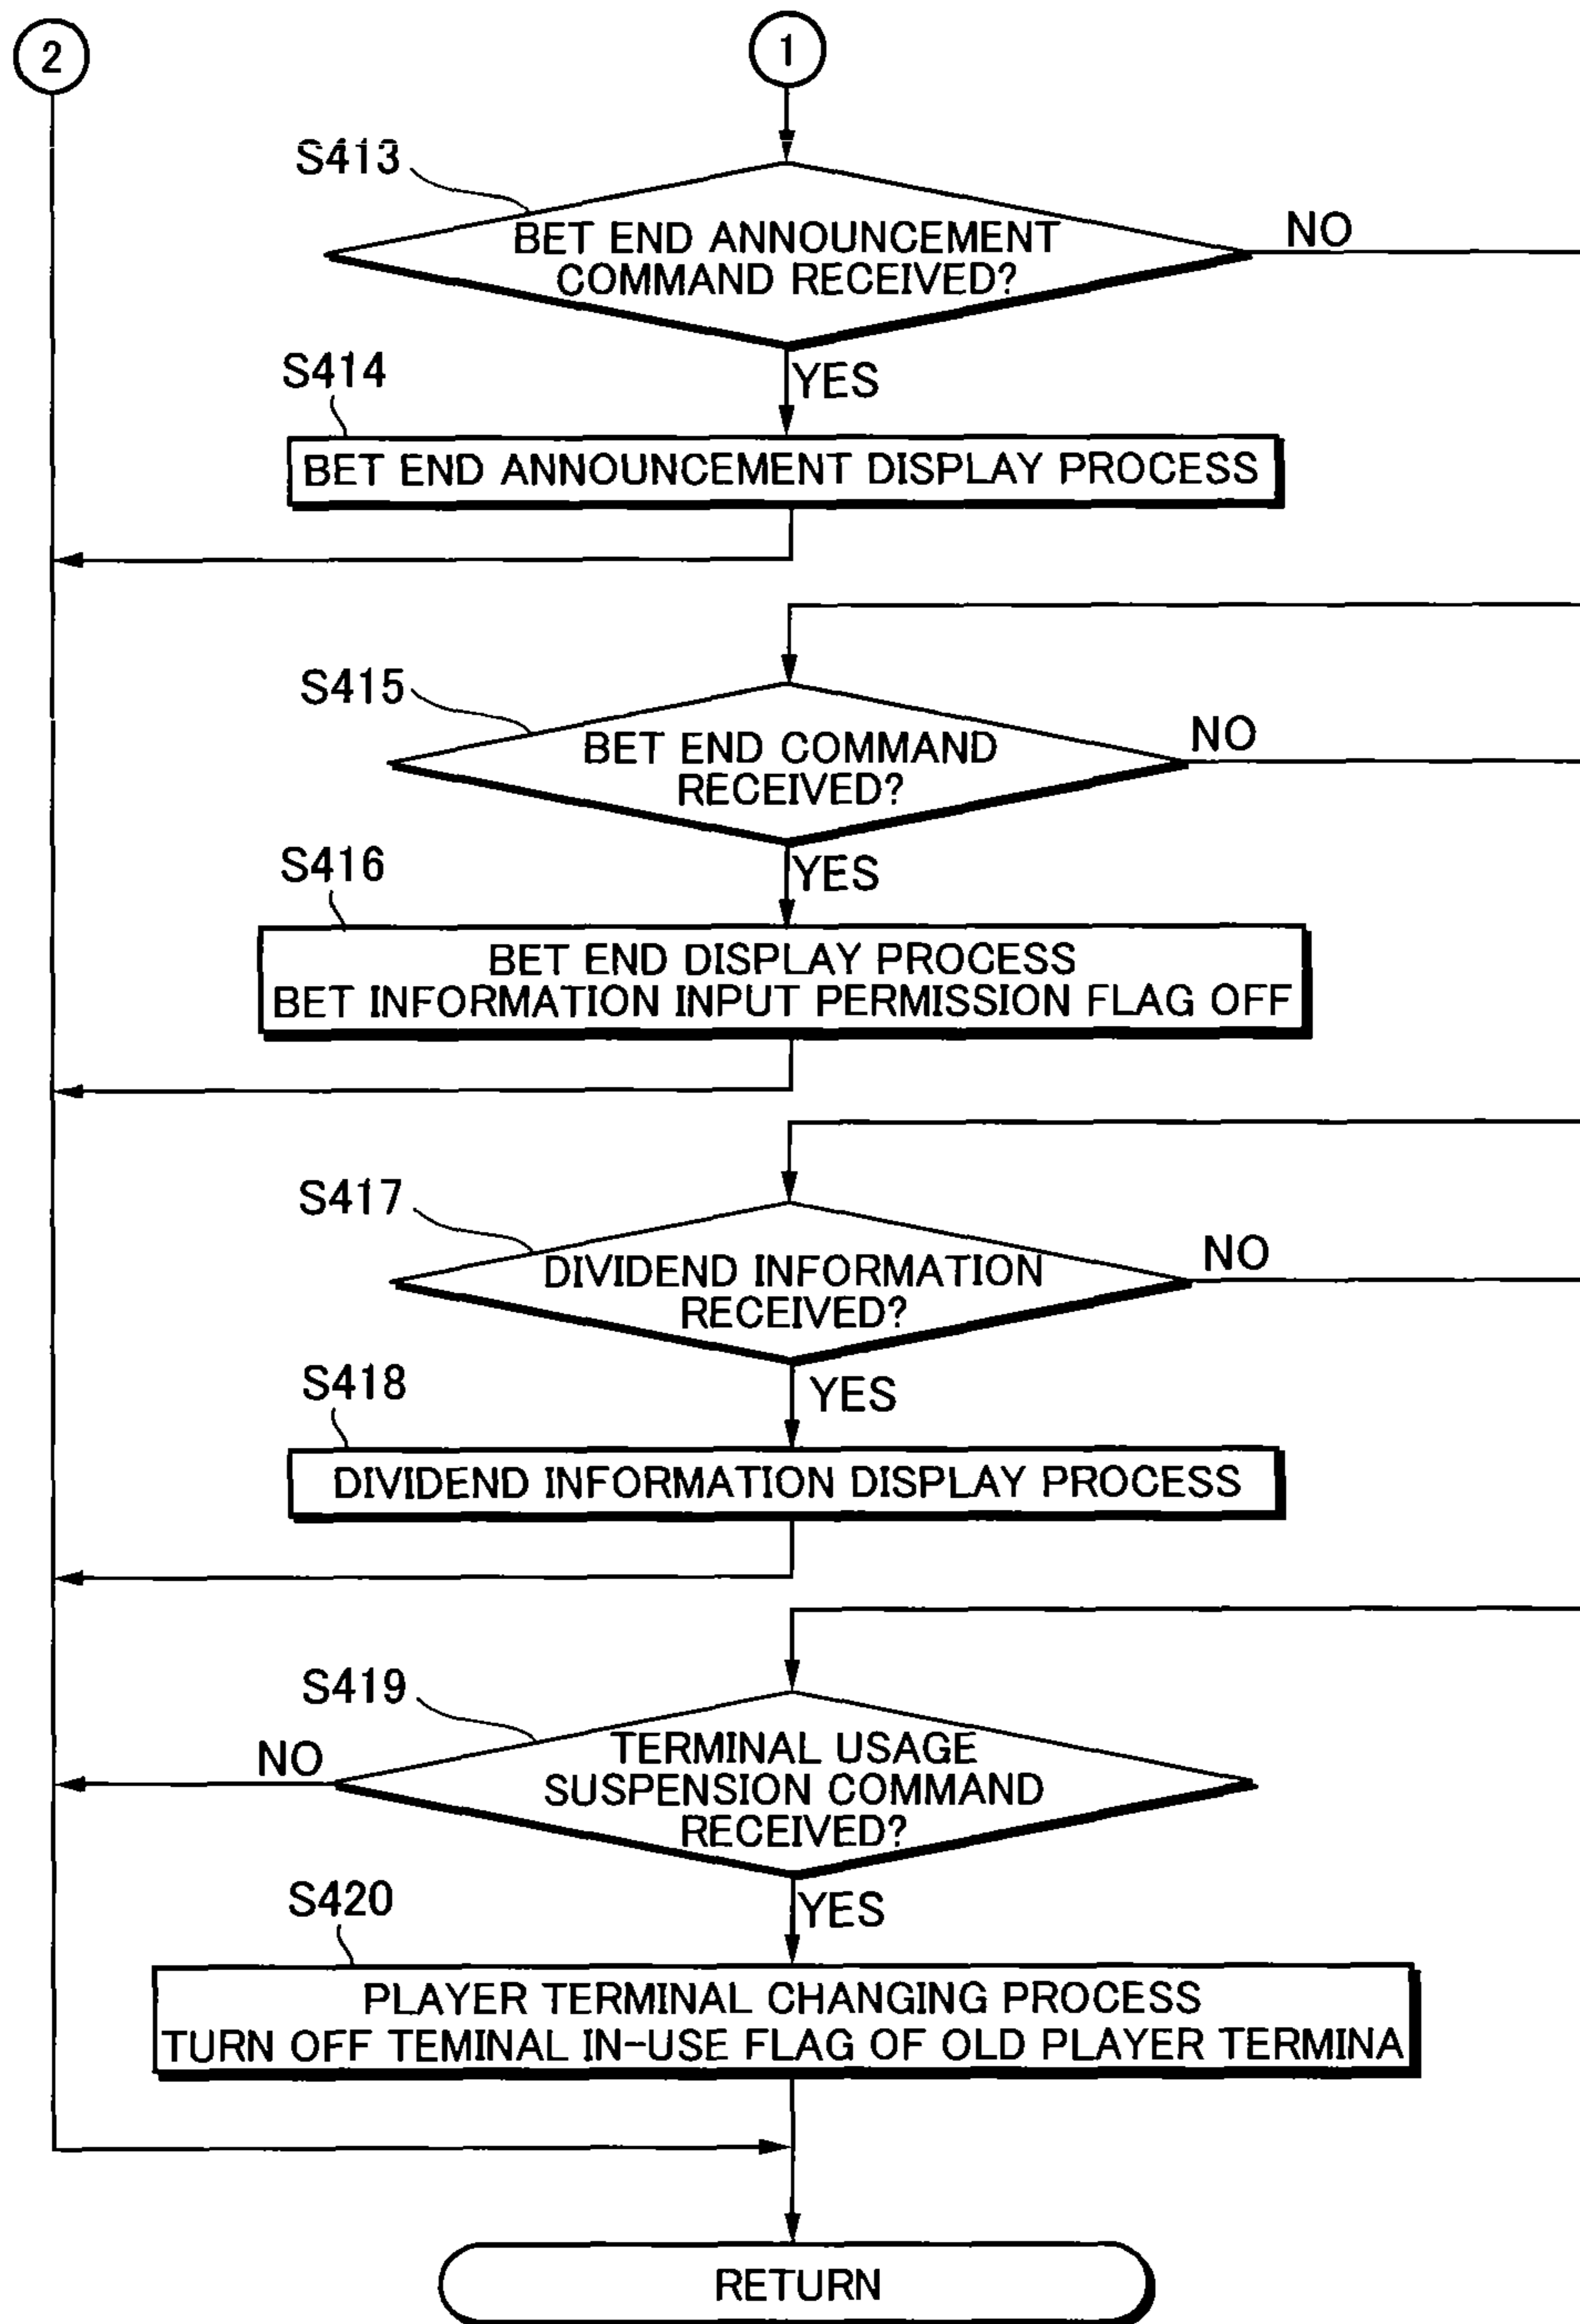 2
1
S413
BET END ANNOUNCEMENT
COMMAND RECEIVED?
NO
YES
S414
BET END ANNOUNCEMENT DISPLAY PROCESS
S415
BET END COMMAND
RECEIVED?
NO
YES
S416
BET END DISPLAY PROCESS
BET INFORMATION INPUT PERMISSION FLAG OFF
S417
DIVIDEND INFORMATION
RECEIVED?
NO
YES
S418
DIVIDEND INFORMATION DISPLAY PROCESS
S419
TERMINAL USAGE
SUSPENSION COMMAND
RECEIVED?
NO
YES
S420
PLAYER TERMINAL CHANGING PROCESS
TURN OFF TEMINAL IN-USE FLAG OF OLD PLAYER TERMINA
RETURN